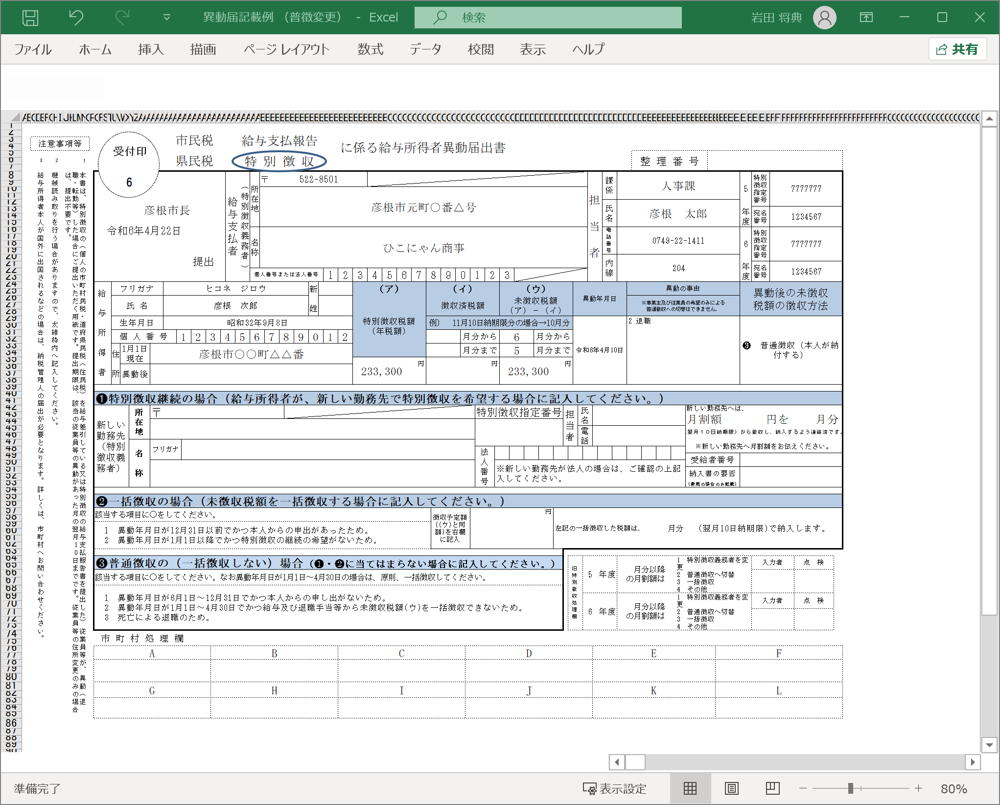 異動届記載例 （普徴変更） - Excel
検索
岩田 将典
ファイル ホーム 挿入 描画 ページ レイアウト 数式 データ 校閲 表示 ヘルプ
共有
注意事項等
1 本書は、特別徴収の（個人の市町村民税・道府県民税（住民税）を給与差引している又は特別徴収の給与支払報告書を提出した）従業員等が、異動（退
職・転勤等）した場合にご提出いただく用紙です。提出期限は、該当の従業員等の異動があった月の翌月１０日までです。従業員等の住所変更のみの場合
は、提出不要です。
2 機械読み取りを行う場合がありますので、太線枠内へ記入してください。
3 給与所得者本人が国外に出国されるなどの場合は、納税管理人の届出が必要となります。詳しくは、市町村へお問い合わせください。
受付印
6
市民税
県民税
給与支払報告
特別徴収
に係る給与所得者異動届出書
整理番号
彦根市長
令和6年4月22日
提出
給与支払者
（特別徴収義務者）
所在地
〒 522-8501
彦根市元町〇番△号
名称
ひこにゃん商事
個人番号または法人番号 1 2 3 4 5 6 7 8 9 0 1 2 3
担当者
課係 人事課
氏名 彦根 太郎
電話番号 0749-22-1411
内線 204
5年度
特別徴収指定番号 7777777
宛名番号 1234567
6年度
特別徴収指定番号 7777777
宛名番号 1234567
給与所得者
フリガナ ヒコネ ジロウ
氏名 彦根 次郎
新姓
生年月日 昭和32年9月8日
個人番号 1 2 3 4 5 6 7 8 9 0 1 2
住所
1月1日現在 彦根市〇〇町△△番
異動後
（ア）
特別徴収税額
（年税額）
233,300 円
（イ）
徴収済税額
例） 11月10日納期限分の場合→10月分
月分から
月分まで
円
（ウ）
未徴収税額
（ア）－（イ）
6 月分から
5 月分まで
233,300 円
異動年月日
令和6年4月10日
異動の事由
※事業主及び従業員の希望のみによる
普通徴収への切替はできません。
2 退職
異動後の未徴収
税額の徴収方法
❸ 普通徴収（本人が納
付する）
❶特別徴収継続の場合（給与所得者が、新しい勤務先で特別徴収を希望する場合に記入してください。）
新しい
勤務先
（特別
徴収義
務者）
所在地
〒
名称
フリガナ
特別徴収指定番号
担当者
氏名
電話
法人番号
※新しい勤務先が法人の場合は、ご確認の上記
入してください。
新しい勤務先へは、
月割額 円を 月分
（翌月１０日納期限）から徴収し、納入するよう連絡済です。
※新しい勤務先へ月割額をお伝えください。
受給者番号
納入書の要否
（新規の場合のみ記載）
❷一括徴収の場合（未徴収税額を一括徴収する場合に記入してください。）
該当する項目に〇をしてください。
1 異動年月日が12月31日以前でかつ本人からの申出があったため。
2 異動年月日が1月1日以降でかつ特別徴収の継続の希望がないため。
徴収予定額
((ウ)と同
額)を右欄
に記入
円
左記の一括徴収した税額は、 月分 （翌月10日納期限)で納入します。
❸普通徴収の（一括徴収しない）場合（❶・❷に当てはまらない場合に記入してください。）
該当する項目に〇をしてください。なお異動年月日が1月1日～4月30日の場合は、原則、一括徴収してください。
1 異動年月日が6月1日～12月31日でかつ本人からの申し出がないため。
2 異動年月日が1月1日～4月30日でかつ給与及び退職手当等から未徴収税額(ウ)を一括徴収できないため。
3 死亡による退職のため。
旧特別徴収処理欄
5 年度
月分以降
の月割額は
1 特別徴収義務者を変更
2 普通徴収へ切替
3 一括徴収
4 その他
入力者 点 検
6 年度
月分以降
の月割額は
1 特別徴収義務者を変更
2 普通徴収へ切替
3 一括徴収
4 その他
入力者 点 検
市町村処理欄
A B C D E F
G H I J K L
準備完了
表示設定
80%